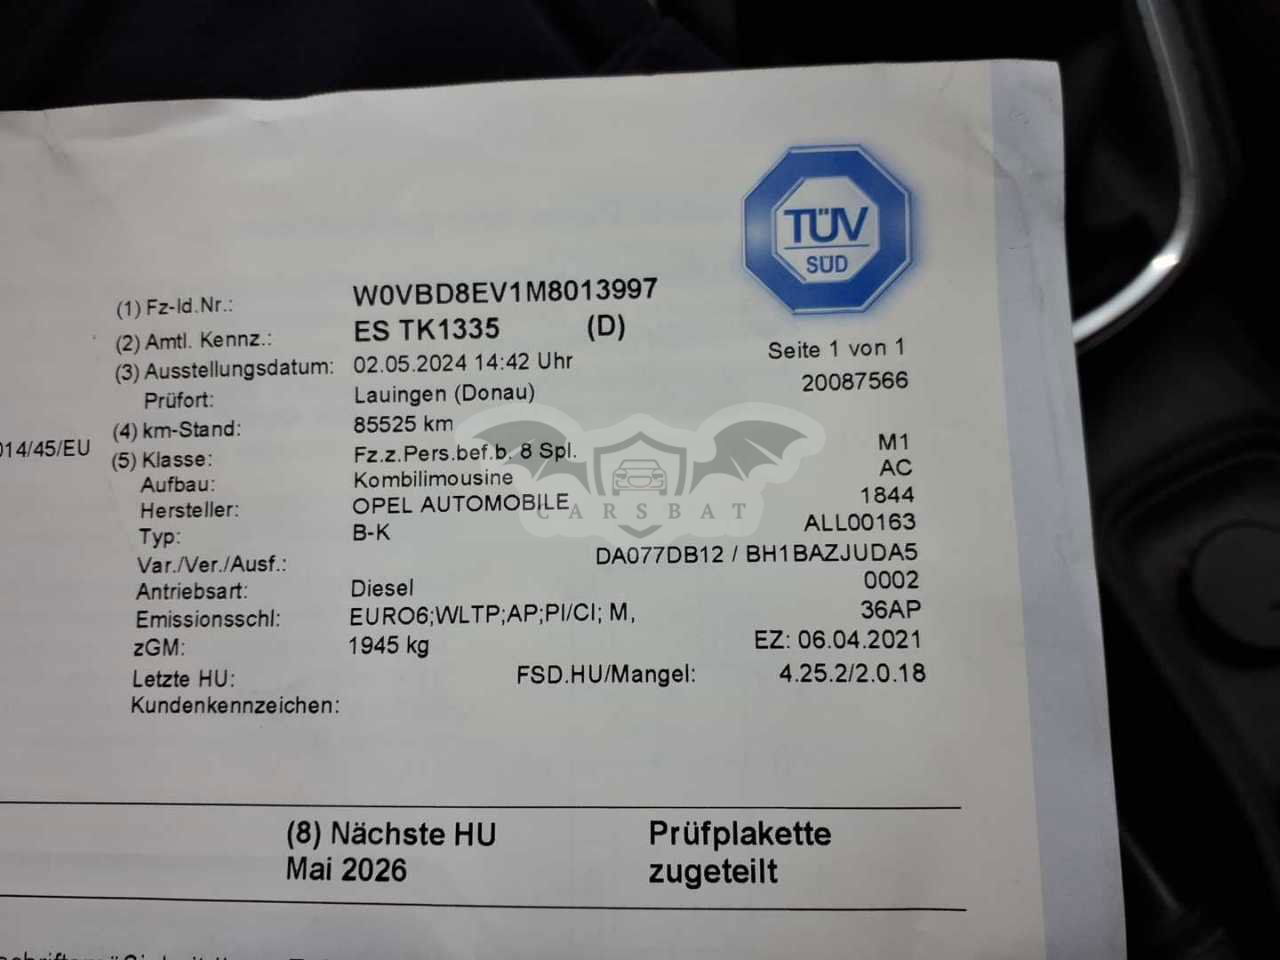 TÜV
SÜD
(1) Fz-Id.Nr.: W0VBD8EV1M8013997
(2) Amtl. Kennz.: ES TK1335 (D)
Seite 1 von 1
(3) Ausstellungsdatum: 02.05.2024 14:42 Uhr
20087566
Prüfort: Lauingen (Donau)
(4) km-Stand: 85525 km
014/45/EU
(5) Klasse: Fz.z.Pers.bef.b. 8 Spl. M1
Aufbau: Kombilimousine AC
Hersteller: OPEL AUTOMOBILE 1844
Typ: B-K ALL00163
Var./Ver./Ausf.: DA077DB12 / BH1BAZJUDA5
Antriebsart: Diesel 0002
Emissionsschl: EURO6;WLTP;AP;PI/CI; M, 36AP
zGM: 1945 kg EZ: 06.04.2021
Letzte HU: FSD.HU/Mangel: 4.25.2/2.0.18
Kundenkennzeichen:
CARSBAT
(8) Nächste HU Prüfplakette
Mai 2026 zugeteilt